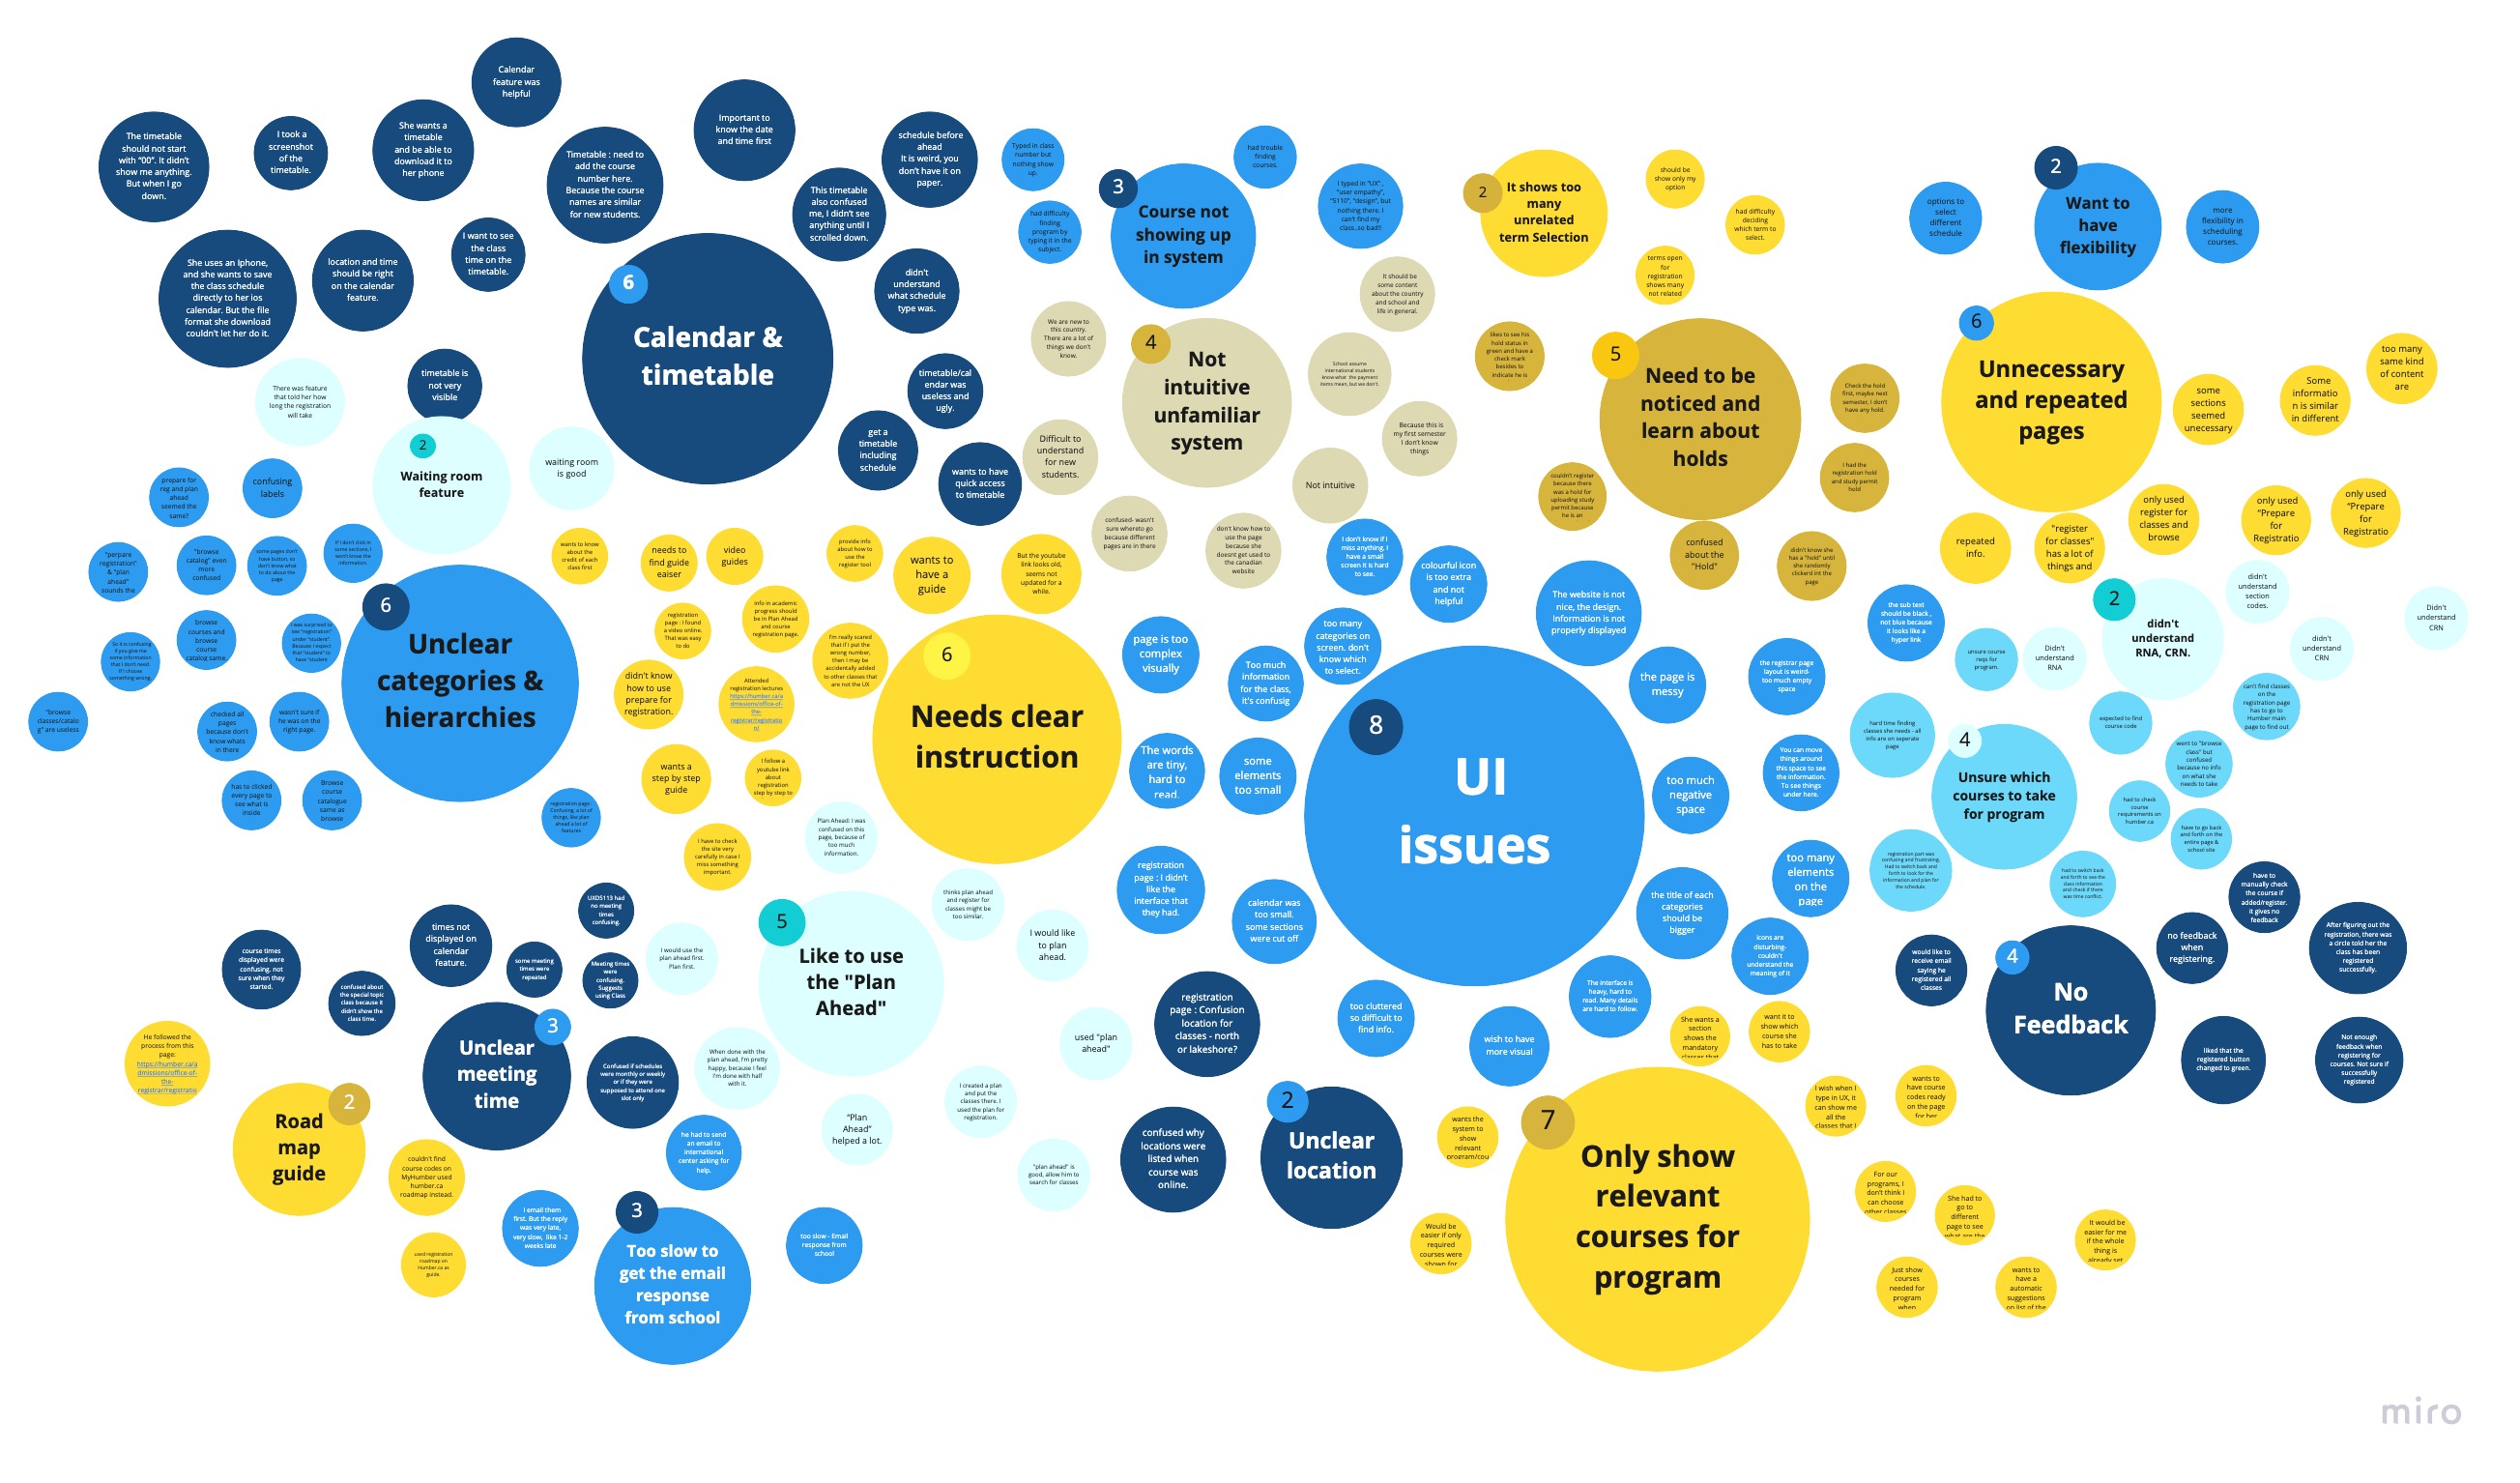 Calendar
feature was
helpful
The timetable
should not start
with "00". It didn't
show me anything.
But when I go
down.
I took a
screenshot
of the
timetable.
She wants a
timetable
and be able to
download it to
her phone
Timetable : need to
add the course
number here.
Because the course
names are similar
for new students.
Important to
know the date
and time first
schedule before
ahead
It is weird, you
don't have it on
paper.
This timetable
also confused
me, I didn't see
anything until I
scrolled down.
She uses an Iphone,
and she wants to save
the class schedule
directly to her ios
calendar. But the file
format she download
couldn't let her do it.
location and time
should be right
on the calendar
feature.
I want to see
the class
time on the
timetable.
didn't
understand
what schedule
type was.
6
Calendar &
timetable
timetable is
not very
visible
timetable/cal
endar was
useless and
ugly.
get a
timetable
including
schedule
wants to have
quick access
to timetable
Typed in class
number but
nothing show
up.
had difficulty
finding
program by
typing it in the
subject.
3
Course not
showing up
in system
had trouble
finding
courses.
I typed in "UX" ,
"user empathy",
"5110", "design", but
nothing there. I
can't find my
class..so bad!!
2
It shows too
many
unrelated
term Selection
should be
show only my
option
had difficulty
deciding
which term to
select.
terms open
for
registration
shows many
not related
options to
select
different
schedule
2
Want to
have
flexibility
more
flexibility in
scheduling
courses.
We are new to
this country.
There are a lot of
things we don't
know.
It should be
some content
about the country
and school and
life in general.
4
Not
intuitive
unfamiliar
system
School assume
international students
know what the payment
items mean, but we don't.
Because this is
my first semester
I don't know
things
Difficult to
understand
for new
students.
Not intuitive
confused- wasn't
sure whereto go
because different
pages are in there
don't know how to
use the page
because she
doesnt get used to
the canadian
website
likes to see his
hold status in
green and have a
check mark
besides to
indicate he is
5
Need to be
noticed and
learn about
holds
Check the hold
first, maybe next
semester, I don't
have any hold.
I had the
registration hold
and study permit
hold
couldn't register
because there
was a hold for
uploading study
permit because
he is an
confused
about the
"Hold"
didn't know she
has a "hold" until
she randomly
clickerd int the
page
6
Unnecessary
and repeated
pages
too many
same kind
of content
are
some
sections
seemed
unecessary
Some
informatio
n is similar
in different
repeated
info.
"register
for classes"
has a lot of
things and
only used
register for
classes and
browse
only used
"Prepare
for
Registratio
only used
"Prepare
for
Registratio
There was feature
that told her how
long the registration
will take
2
Waiting room
feature
waiting room
is good
prepare for
reg and plan
ahead
seemed the
same?
confusing
labels
"perpare
registration"
& "plan
ahead"
sounds the
"browse
catalog" even
more
confused
some pages don't
have button, so
don't know what
to do about the
page
If I don't click in
some sections, I
won't know the
information.
6
Unclear
categories &
hierarchies
So it is confusing
if you give me
some information
that I don't need.
If I choose
something wrong.
browse
courses and
browse
course
catalog same.
I was surprised to
see "registration"
under "student".
Because I expect
that "student" to
have "student
"browse
classes/catalo
g" are useless
checked all
pages
because don't
know whats
in there
wasn't sure if
he was on the
right page.
has to clicked
every page to
see what is
inside
Browse
course
catalogue
same as
browse
registration page :
Confusing, a lot of
things, like plan
ahead a lot of
features
wants to know
about the
credit of each
class first
needs to
find guide
eaiser
video
guides
provide info
about how to
use the
register tool
wants to
have a
guide
But the youtube
link looks old,
seems not
updated for a
while.
registration
page : I found
a video online.
That was easy
to do
info in academic
progress should
be in Plan Ahead
and course
registration page.
I'm really scared
that if I put the
wrong number,
then I may be
accidentally added
to other classes that
are not the UX
6
Needs clear
instruction
didn't know
how to use
prepare for
registration.
Attended
registration lectures
https://humber.ca/a
dmissions/office-of-
the-
registrar/registratio
n/
wants a
step by step
guide
I follow a
youtube link
about
registration
step by step to
I have to check
the site very
carefully in case I
miss something
important.
I don't know if I
miss anything. I
have a small
screen it is hard
to see.
colourful icon
is too extra
and not
helpful
The website is not
nice, the design.
Information is not
properly displayed
page is too
complex
visually
too many
categories on
screen. don't
know which
to select.
Too much
information
for the class,
it's confusig
the page is
messy
the registrar page
layout is weird-
too much empty
space
8
UI
issues
The words
are tiny,
hard to
read.
some
elements
too small
too much
negative
space
You can move
things around
this space to see
the information.
To see things
under here.
registration
page : I didn't
like the
interface that
they had.
calendar was
too small.
some sections
were cut off
the title of each
categories
should be
bigger
too many
elements
on the
page
Icons are
disturbing-
couldn't
understand the
meaning of it
too cluttered
so difficult to
find info.
wish to have
more visual
The interface is
heavy, hard to
read. Many details
are hard to follow.
the sub text
should be black ,
not blue because
it looks like a
hyper link
2
didn't
understand
RNA, CRN.
didn't
understand
section
codes.
Didn't
understand
CRN
didn't
understand
CRN
Didn't
understand
RNA
unsure course
reqs for
program.
can't find classes
on the
registration page
has to go to
Humber main
page to find out
expected to find
course code
hard time finding
classes she needs - all
info are on seperate
page
4
Unsure which
courses to take
for program
went to "browse
class" but
confused
because no info
on what she
needs to take
had to check
course
requirements on
humber.ca
have to go back
and forth on the
entire page &
school site
registration part was
confusing and frustrating.
Had to switch back and
forth to look for the
information and plan for
the schedule.
had to switch back
and forth to see the
class information
and check if there
was time conflict.
Plan Ahead: I was
confused on this
page, because of
too much
information.
thinks plan ahead
and register for
classes might be
too similar.
5
Like to use
the "Plan
Ahead"
I would like
to plan
ahead.
I would use the
plan ahead first.
Plan first.
used "plan
ahead"
When done with the
plan ahead, I'm pretty
happy, because I feel
I'm done with half
with it.
"Plan
Ahead"
helped a lot.
I created a plan
and put the
classes there. I
used the plan for
registration.
"plan ahead" is
good, allow him to
search for classes
UXD5113 had
no meeting
times
confusing.
times not
displayed on
calendar
feature.
course times
displayed were
confusing. not
sure when they
started.
some meeting
times were
repeated
Meeting times
were
confusing.
Suggests
using Class
confused about
the special topic
class because it
didn't show the
class time.
3
Unclear
meeting
time
Confused if schedules
were monthly or weekly
or if they were
supposed to attend one
slot only
He followed the
process from this
page:
https://humber.ca/a
dmissions/office-of-
the-
registrar/registratio
2
Road
map
guide
couldn't find
course codes on
MyHumber used
humber.ca
roadmap instead.
used registration
roadmap on
Humber.ca as
guide.
he had to send
an email to
international
center asking for
help.
I email them
first. But the reply
was very late,
very slow, like 1-2
weeks late
3
Too slow to
get the email
response
from school
too slow - Email
response from
school
registration
page : Confusion
location for
classes - north
or lakeshore?
confused why
locations were
listed when
course was
online.
2
Unclear
location
have to
manually check
the course if
added/register.
it gives no
feedback
no feedback
when
registering.
After figuring out the
registration, there was
a circle told her the
class has been
registered
successfully.
would like to
receive email
saying he
registered all
classes
4
No
Feedback
liked that the
registered button
changed to green.
Not enough
feedback when
registering for
courses. Not sure if
successfully
registered
She wants a
section
shows the
mandatory
classes that
want it to
show which
course she
has to take
I wish when I
type in UX, it
can show me
all the
classes that I
wants to
have course
codes ready
on the page
for her
wants the
system to
show
relevant
program/cou
7
Only show
relevant
courses for
program
For our
programs, I
don't think I
can choose
other classes
She had to
go to
different
page to see
what are the
It would be
easier for me
if the whole
thing is
already set
Would be
easier if only
required
courses were
shown for
Just show
courses
needed for
program
when
wants to
have a
automatic
suggestions
on list of the
miro